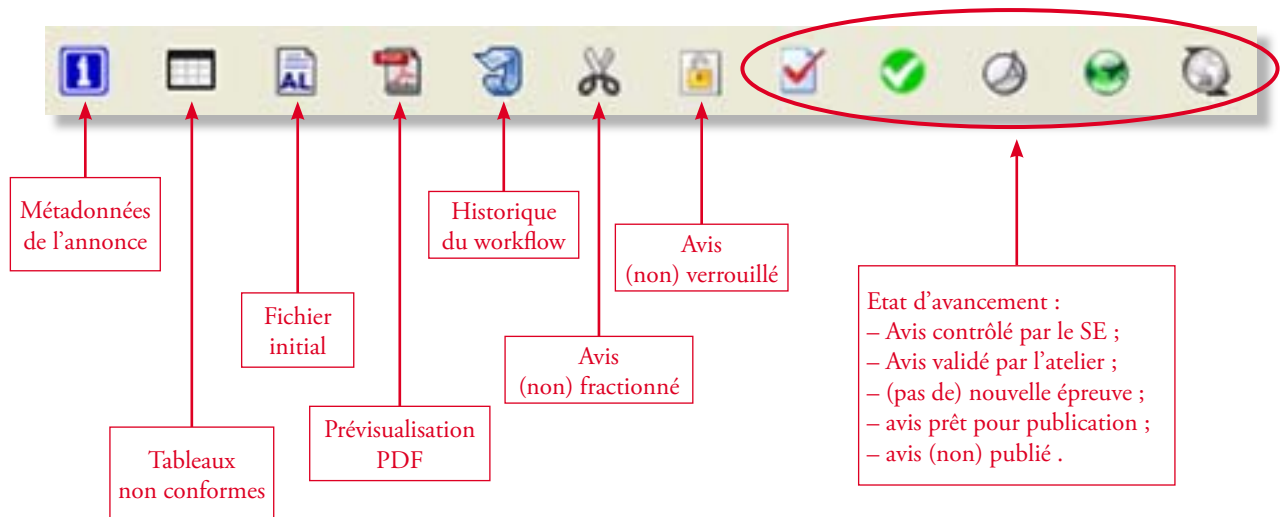 AL
Métadonnées
de l’annonce
Tableaux
non conformes
Fichier
initial
Prévisualisation
PDF
Historique
du workflow
Avis
(non) fractionné
Avis
(non) verrouillé
Etat d’avancement :
– Avis contrôlé par le SE ;
– Avis validé par l’atelier ;
– (pas de) nouvelle épreuve ;
– avis prêt pour publication ;
– avis (non) publié .